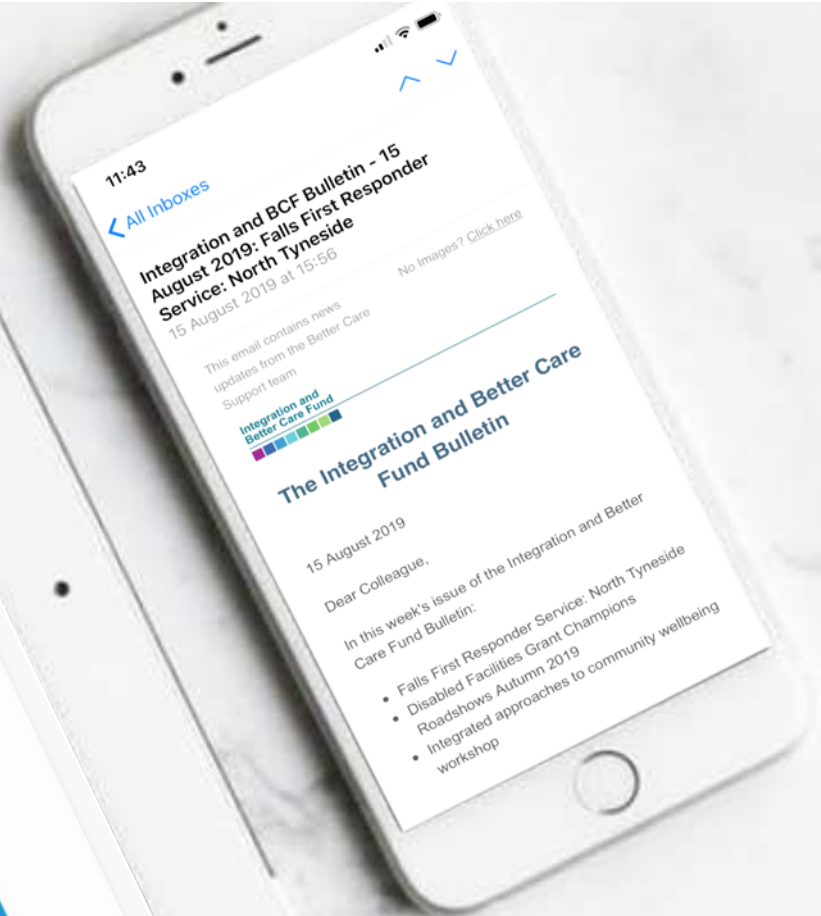 11:43
All Inboxes
Integration and BCF Bulletin - 15
August 2019: Falls First Responder
Service: North Tyneside
15 August 2019 at 15:56
This email contains news
updates from the Better Care
Support team
No Images? Click here
Integration and
Better Care Fund
The Integration and Better Care
Fund Bulletin
15 August 2019
Dear Colleague,
In this week's issue of the Integration and Better
Care Fund Bulletin:
• Falls First Responder Service: North Tyneside
• Disabled Facilities Grant Champions
Roadshows Autumn 2019
• Integrated approaches to community wellbeing
workshop